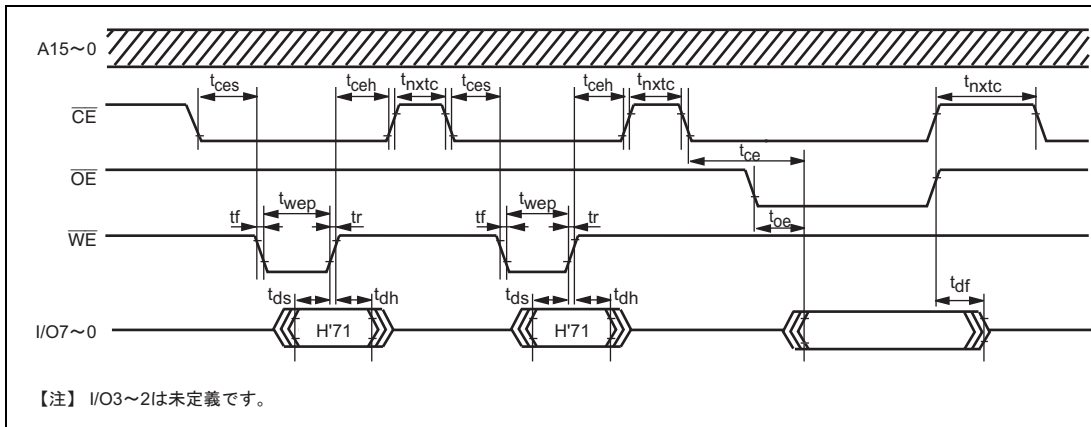 A15～0
tces tceh tnxtc tces tceh tnxtc tnxtc
CE
tce
OE
twep twep
tf tr tf tr toe
WE
tds tdh tds tdh tdf
I/O7～0 H'71 H'71
【注】 I/O3～2は未定義です。